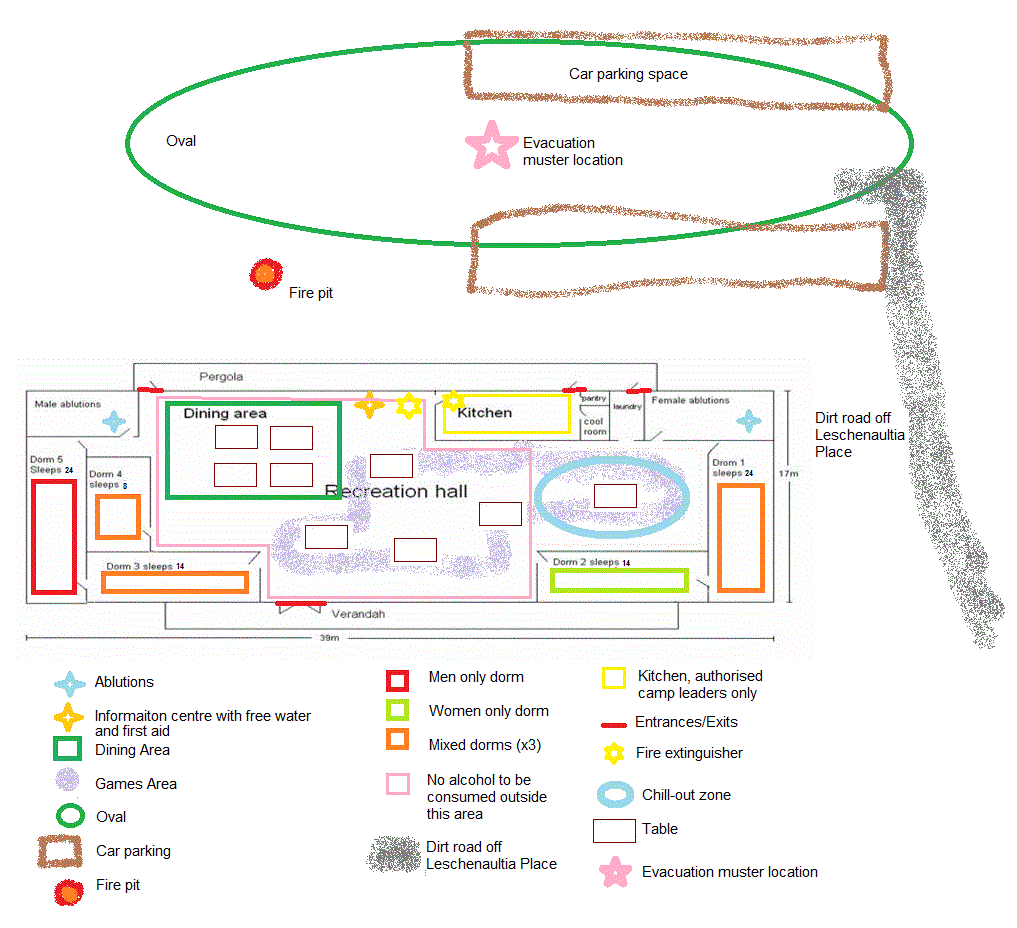 Car parking space
Oval
Evacuation
muster location
Fire pit
Pergola
Male ablutions
Dining area
Kitchen
pantry
cool
room
laundry
Female ablutions
Dirt road off
Leschenaultia
Place
Dorm 5
Sleeps 24
Dorm 4
sleeps 8
Recreation hall
Drom 1
sleeps 24
17m
Dorm 3 sleeps 14
Dorm 2 sleeps 14
Verandah
39m
Ablutions
Informaiton centre with free water
and first aid
Dining Area
Games Area
Oval
Car parking
Fire pit
Men only dorm
Women only dorm
Mixed dorms (x3)
No alcohol to be
consumed outside
this area
Dirt road off
Leschenaultia Place
Kitchen, authorised
camp leaders only
Entrances/Exits
Fire extinguisher
Chill-out zone
Table
Evacuation muster location